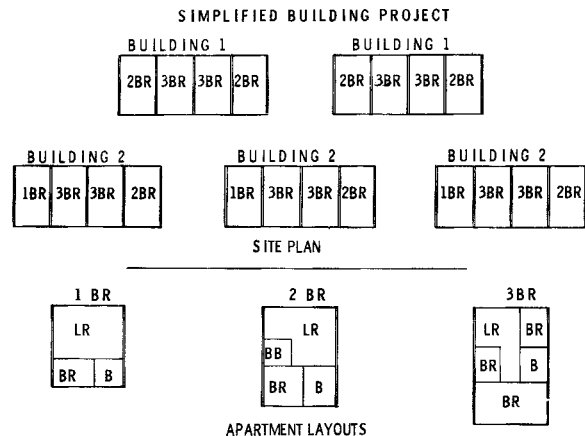 SIMPLIFIED BUILDING PROJECT
BUILDING 1 BUILDING 1
2BR 3BR 3BR 2BR 2BR 3BR 3BR 2BR
BUILDING 2 BUILDING 2 BUILDING 2
1BR 3BR 3BR 2BR 1BR 3BR 3BR 2BR 1BR 3BR 3BR 2BR
SITE PLAN
1 BR 2 BR 3BR
LR LR LR BR
BB
BR B BR B BR B
BR
APARTMENT LAYOUTS